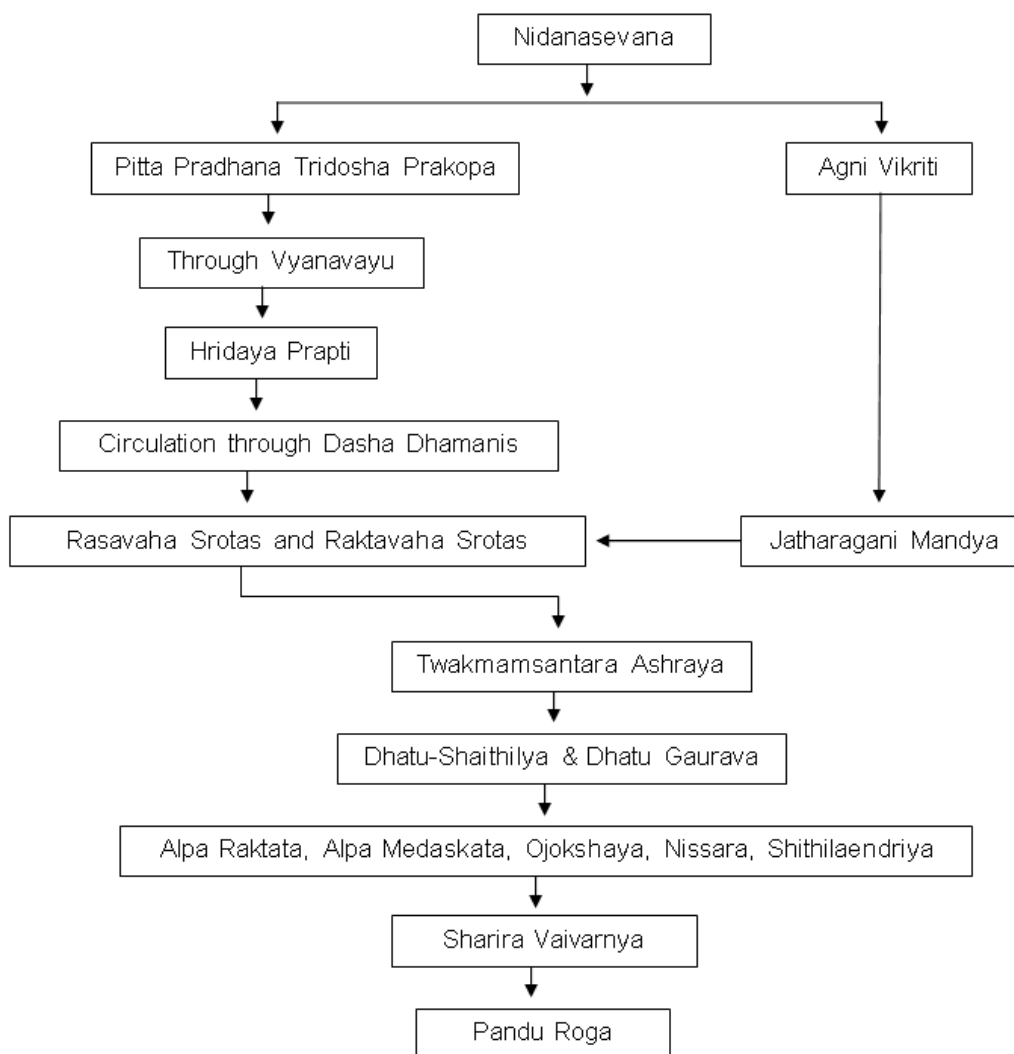 Nidanasevana
Pitta Pradhana Tridosha Prakopa
Agni Vikriti
Through Vyanavayu
Hridaya Prapti
Circulation through Dasha Dhamanis
Rasavaha Srotas and Raktavaha Srotas
Jatharagani Mandya
Twakmamsantara Ashraya
Dhatu-Shaithilya & Dhatu Gaurava
Alpa Raktata, Alpa Medaskata, Ojokshaya, Nissara, Shithilaendriya
Sharira Vaivarnya
Pandu Roga